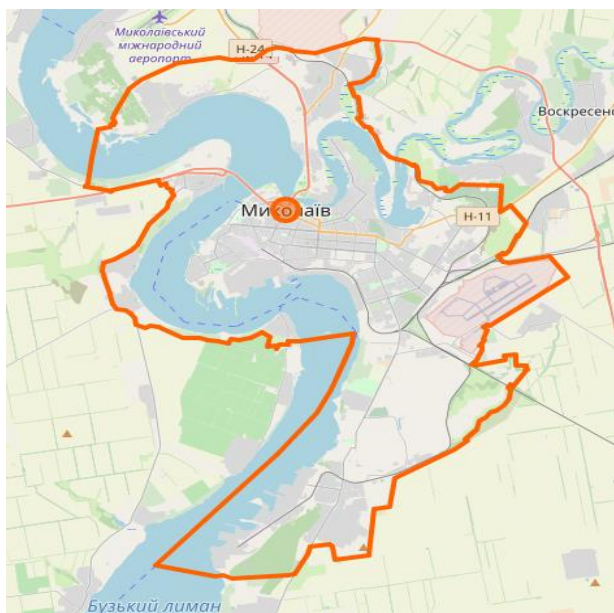 Миколаївський
міжнародний
аеропорт
Н-24
Воскресенс
Миколаїв
Н-11
Бузький лиман